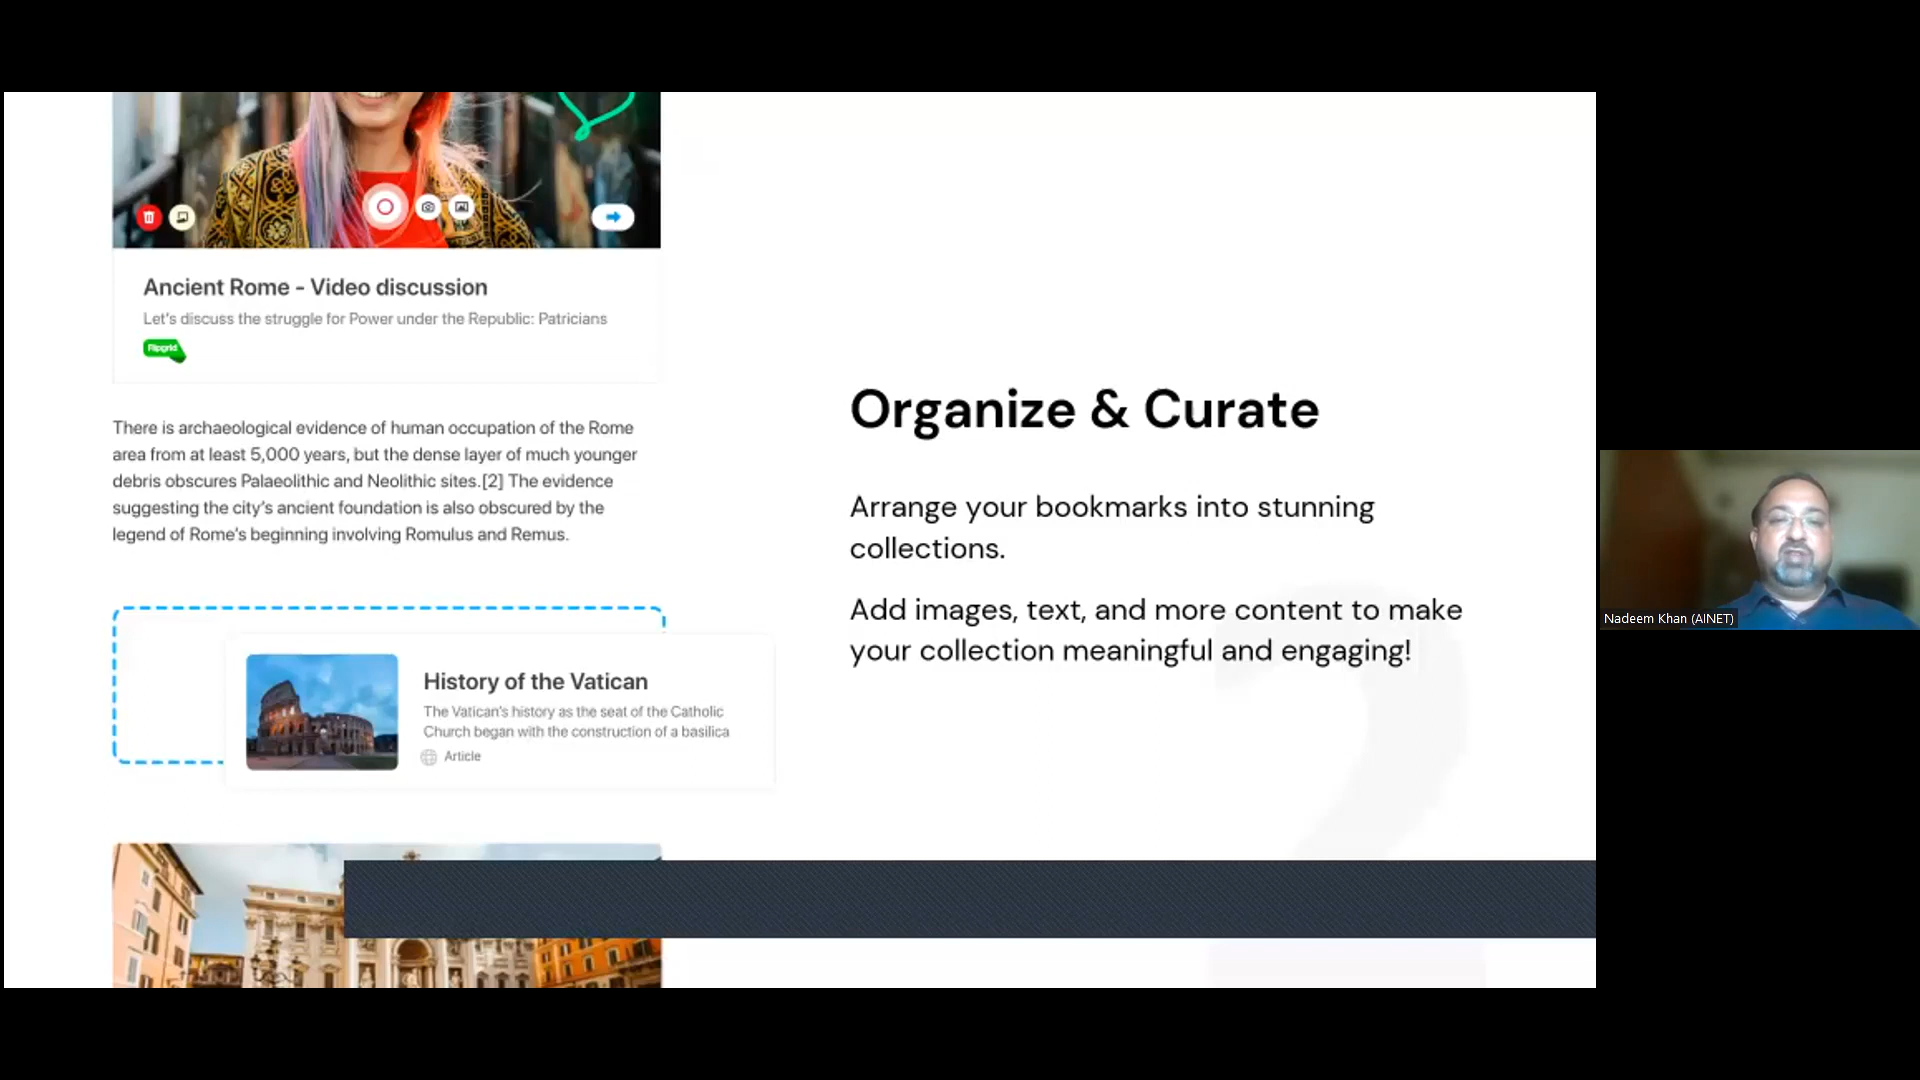 Ancient Rome - Video discussion
Let's discuss the struggle for Power under the Republic: Patricians
Flipgrid
There is archaeological evidence of human occupation of the Rome
area from at least 5,000 years, but the dense layer of much younger
debris obscures Palaeolithic and Neolithic sites.[2] The evidence
suggesting the city's ancient foundation is also obscured by the
legend of Rome's beginning involving Romulus and Remus.
History of the Vatican
The Vatican's history as the seat of the Catholic
Church began with the construction of a basilica
Article
Organize & Curate
Arrange your bookmarks into stunning
collections.
Add images, text, and more content to make
your collection meaningful and engaging!
2
Nadeem Khan (AINET)